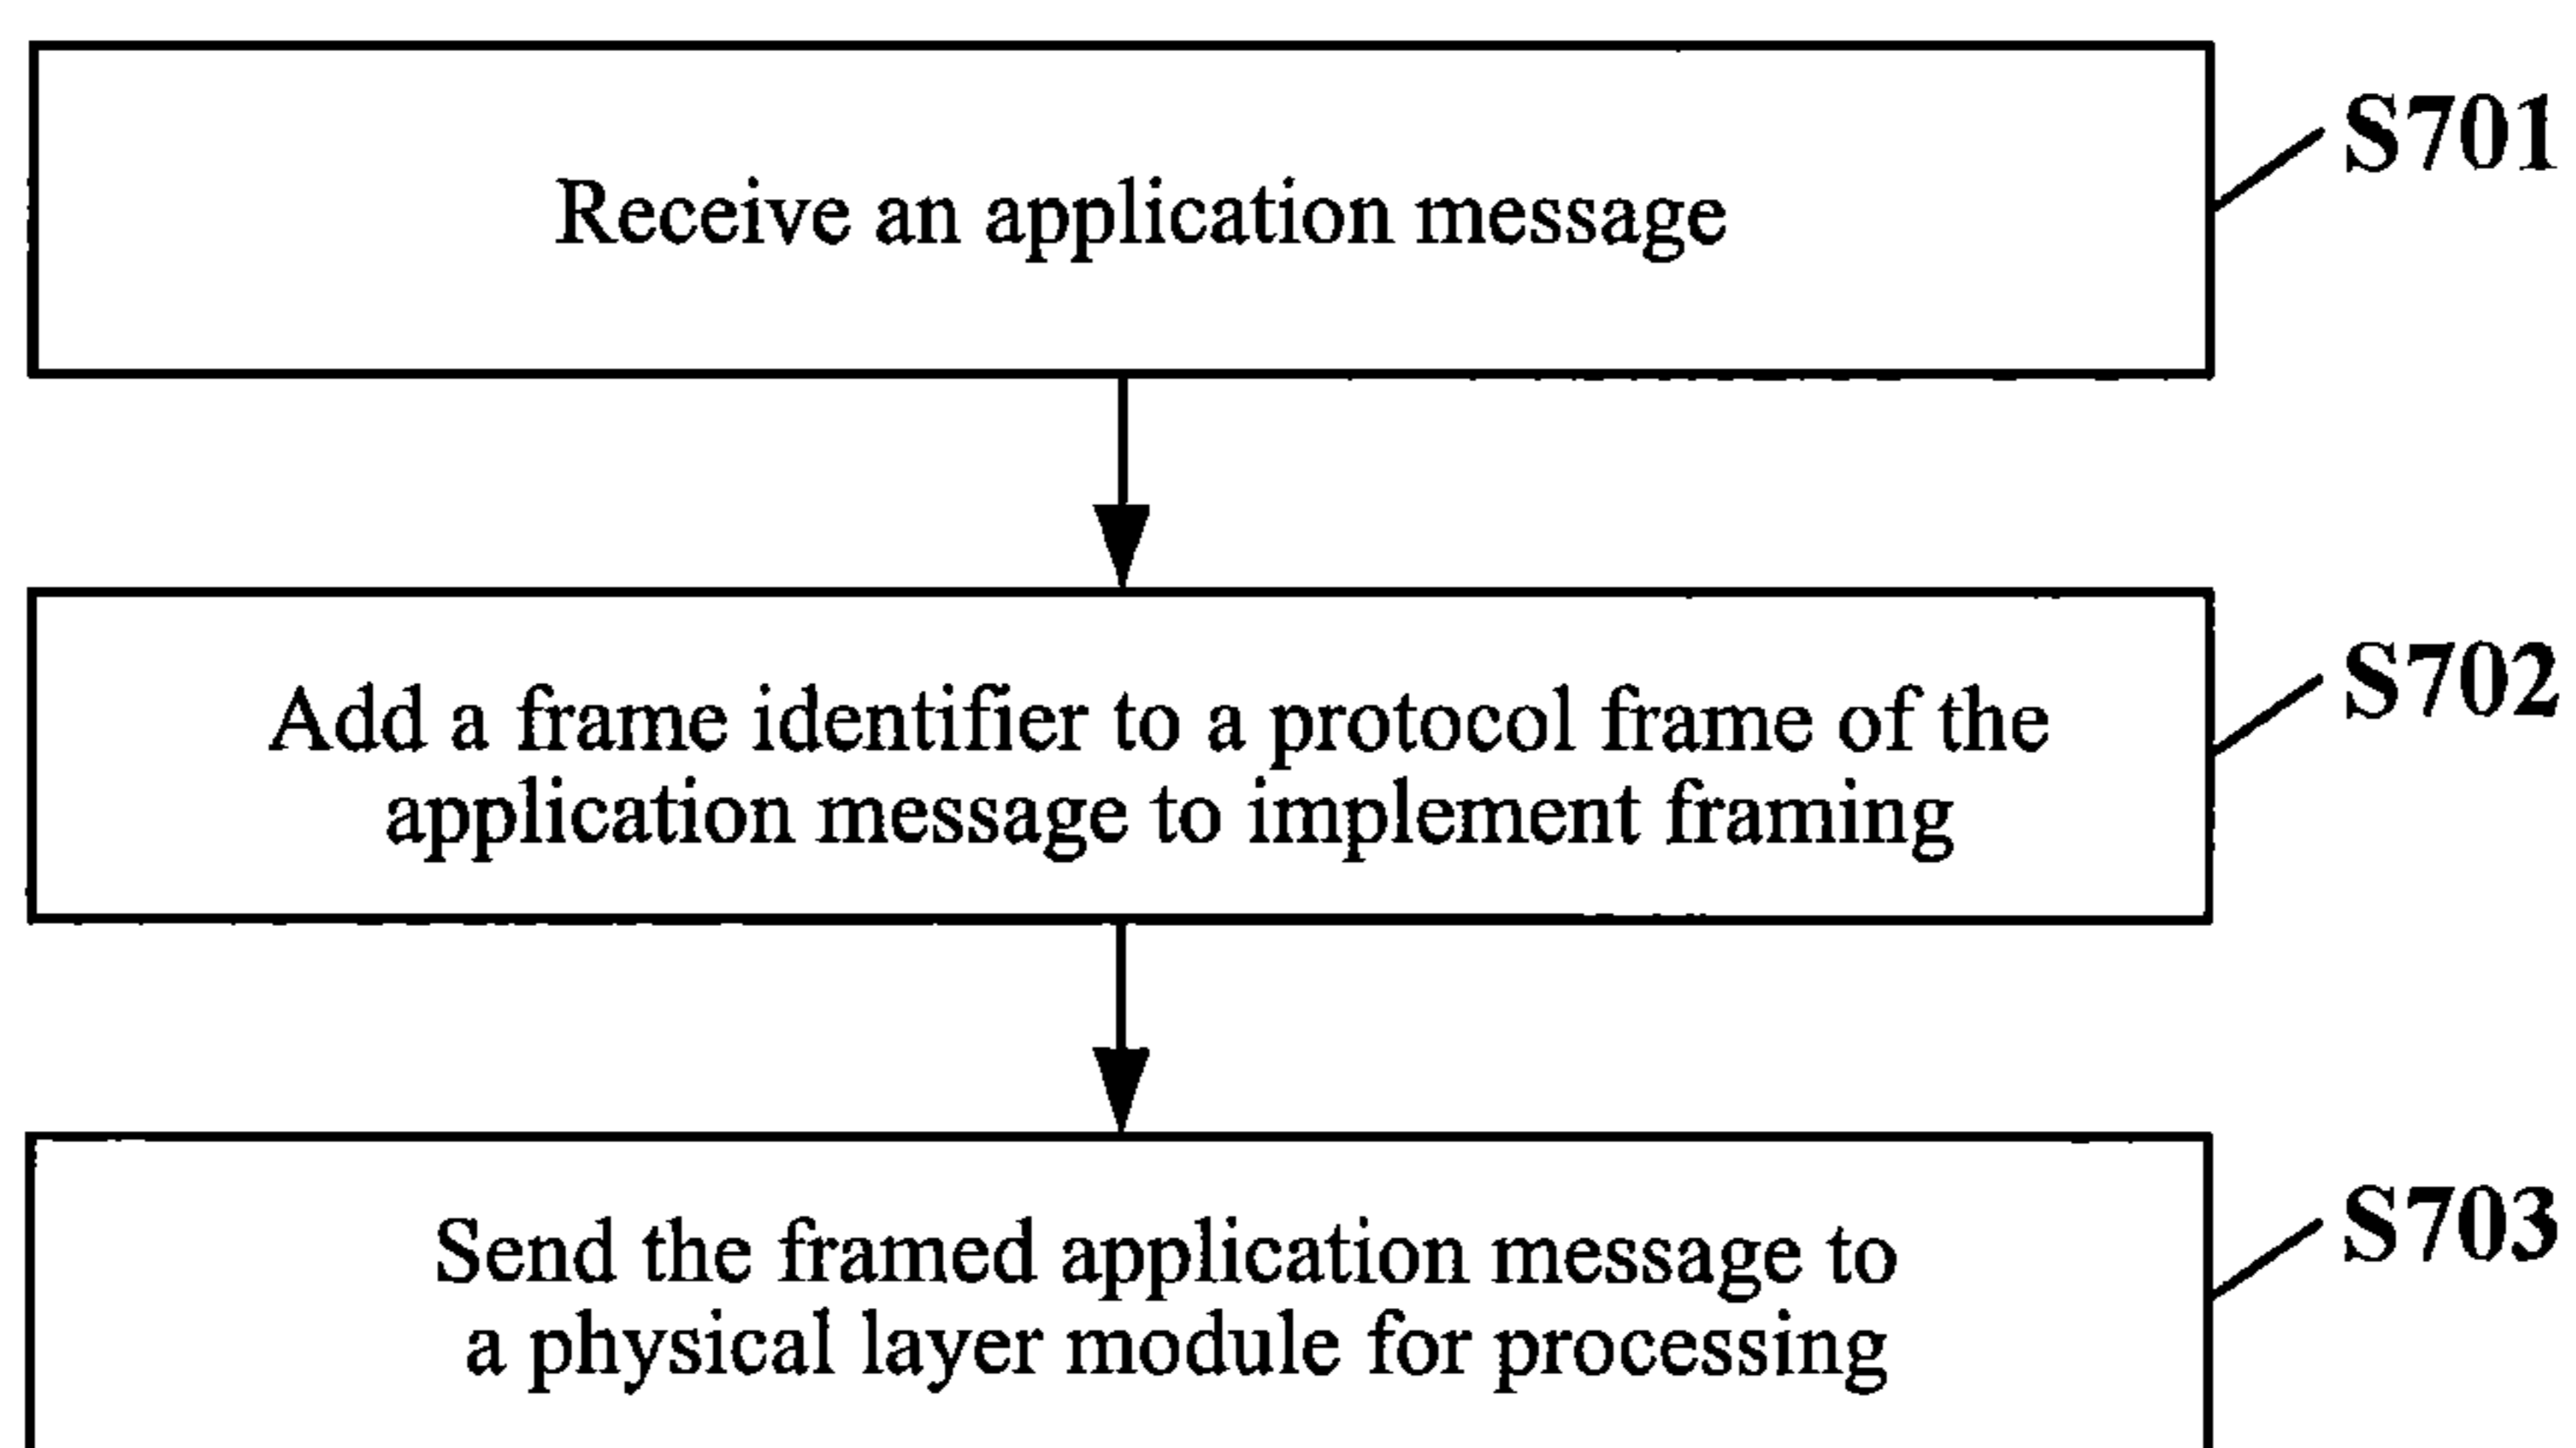 Receive an application message
S701
Add a frame identifier to a protocol frame of the
application message to implement framing
S702
Send the framed application message to
a physical layer module for processing
S703